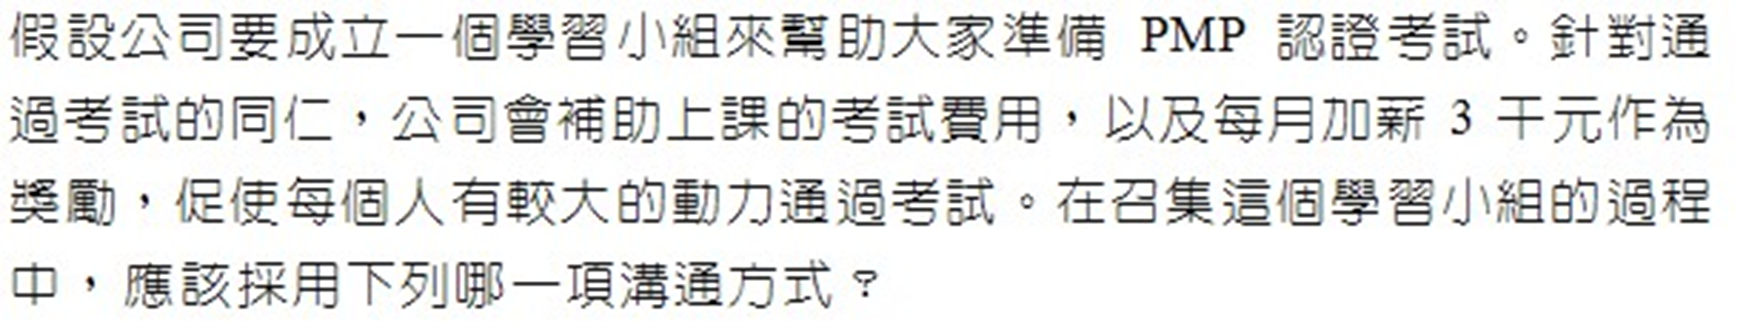 假設公司要成立一個學習小組來幫助大家準備 PMP 認證考試。針對通
過考試的同仁，公司會補助上課的考試費用，以及每月加薪 3 千元作為
獎勵，促使每個人有較大的動力通過考試。在召集這個學習小組的過程
中，應該採用下列哪一項溝通方式？